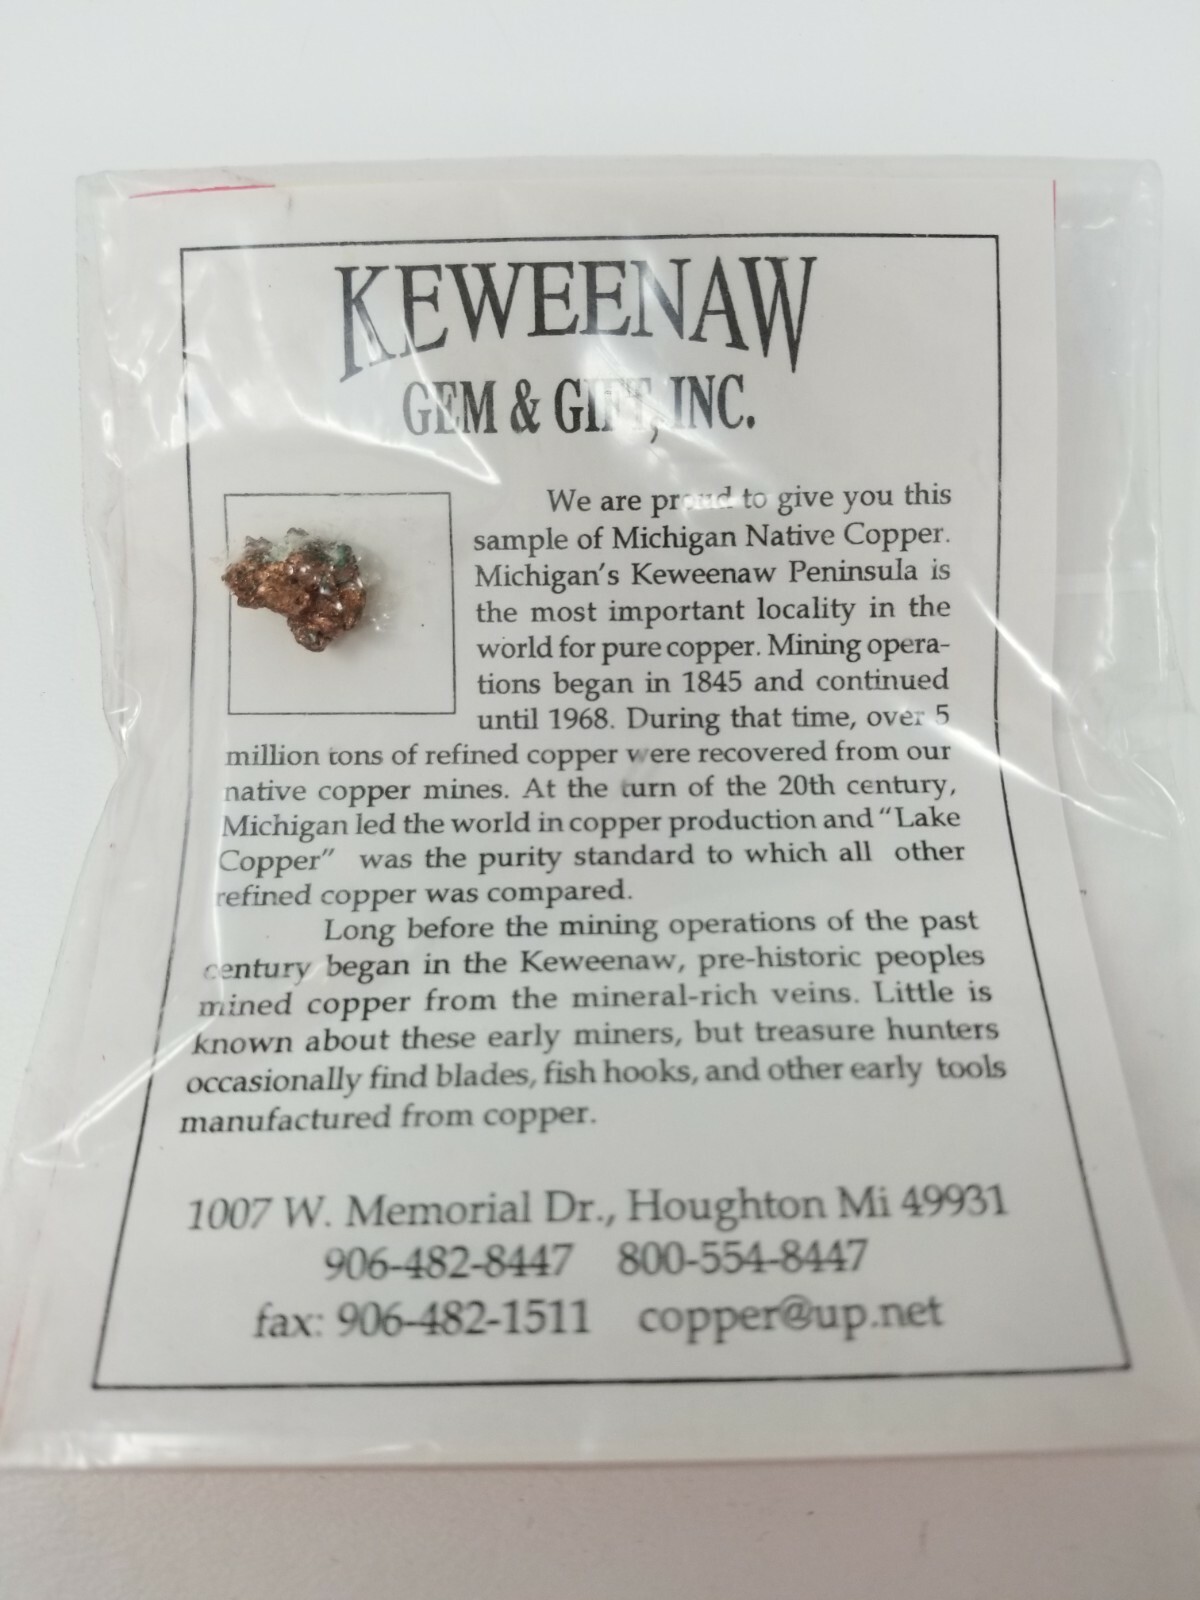 KEWEENAW
GEM & GIFT, INC.
We are proud to give you this
sample of Michigan Native Copper.
Michigan's Keweenaw Peninsula is
the most important locality in the
world for pure copper. Mining opera-
tions began in 1845 and continued
until 1968. During that time, over 5
million tons of refined copper were recovered from our
native copper mines. At the turn of the 20th century,
Michigan led the world in copper production and "Lake
Copper" was the purity standard to which all other
refined copper was compared.
Long before the mining operations of the past
century began in the Keweenaw, pre-historic peoples
mined copper from the mineral-rich veins. Little is
known about these early miners, but treasure hunters
occasionally find blades, fish hooks, and other early tools
manufactured from copper.
1007 W. Memorial Dr., Houghton Mi 49931
906-482-8447 800-554-8447
fax: 906-482-1511 copper@up.net